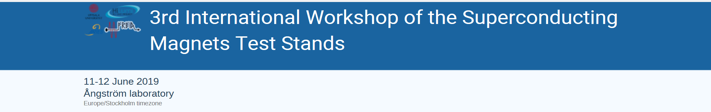 3rd International Workshop of the Superconducting
Magnets Test Stands
11-12 June 2019
Ångström laboratory
Europe/Stockholm timezone